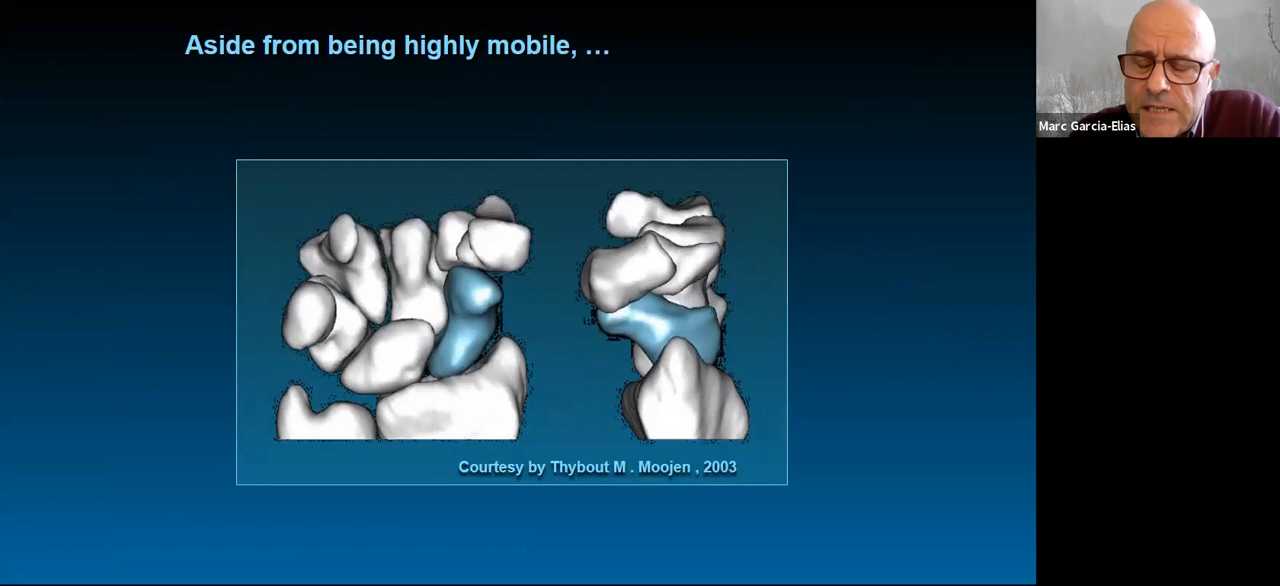 Aside from being highly mobile, …
Marc Garcia-Elias
Courtesy by Thybout M . Moojen , 2003